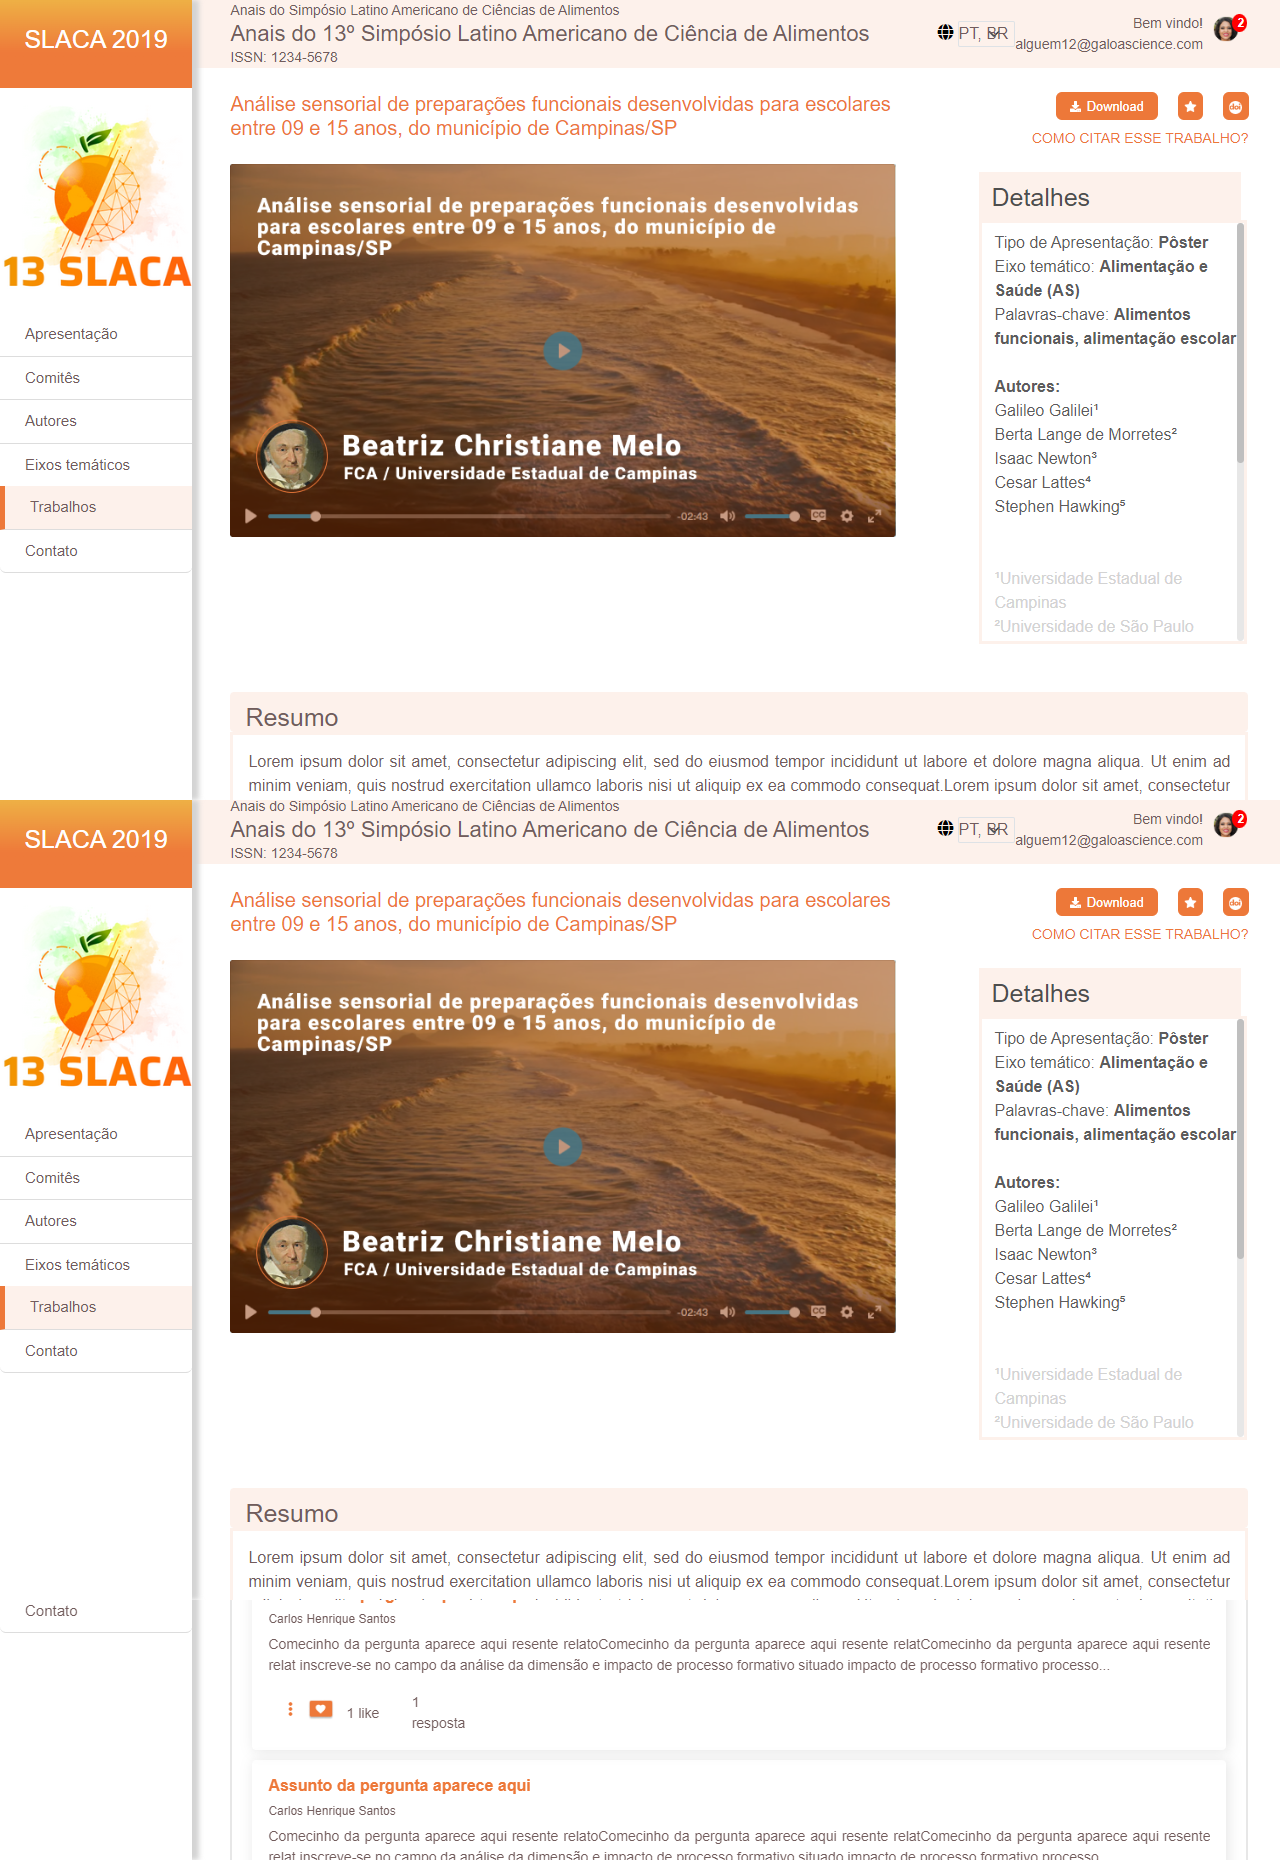 SLACA 2019
Anais do Simpósio Latino Americano de Ciências de Alimentos
Anais do 13º Simpósio Latino Americano de Ciência de Alimentos
ISSN: 1234-5678
PT, BR
Bem vindo!
alguem12@galoascience.com
2
13 SLACA
Apresentação
Comitês
Autores
Eixos temáticos
Trabalhos
Contato
Análise sensorial de preparações funcionais desenvolvidas para escolares
entre 09 e 15 anos, do município de Campinas/SP
Download
doi
COMO CITAR ESSE TRABALHO?
Análise sensorial de preparações funcionais desenvolvidas
para escolares entre 09 e 15 anos, do município de
Campinas/SP
Beatriz Christiane Melo
FCA / Universidade Estadual de Campinas
-02:43
CC
Detalhes
Tipo de Apresentação: Pôster
Eixo temático: Alimentação e
Saúde (AS)
Palavras-chave: Alimentos
funcionais, alimentação escolar
Autores:
Galileo Galilei¹
Berta Lange de Morretes²
Isaac Newton³
Cesar Lattes⁴
Stephen Hawking⁵
¹Universidade Estadual de
Campinas
²Universidade de São Paulo
Resumo
Lorem ipsum dolor sit amet, consectetur adipiscing elit, sed do eiusmod tempor incididunt ut labore et dolore magna aliqua. Ut enim ad
minim veniam, quis nostrud exercitation ullamco laboris nisi ut aliquip ex ea commodo consequat.Lorem ipsum dolor sit amet, consectetur
SLACA 2019
Anais do Simpósio Latino Americano de Ciências de Alimentos
Anais do 13º Simpósio Latino Americano de Ciência de Alimentos
ISSN: 1234-5678
PT, BR
Bem vindo!
alguem12@galoascience.com
2
13 SLACA
Apresentação
Comitês
Autores
Eixos temáticos
Trabalhos
Contato
Análise sensorial de preparações funcionais desenvolvidas para escolares
entre 09 e 15 anos, do município de Campinas/SP
Download
doi
COMO CITAR ESSE TRABALHO?
Análise sensorial de preparações funcionais desenvolvidas
para escolares entre 09 e 15 anos, do município de
Campinas/SP
Beatriz Christiane Melo
FCA / Universidade Estadual de Campinas
-02:43
CC
Detalhes
Tipo de Apresentação: Pôster
Eixo temático: Alimentação e
Saúde (AS)
Palavras-chave: Alimentos
funcionais, alimentação escolar
Autores:
Galileo Galilei¹
Berta Lange de Morretes²
Isaac Newton³
Cesar Lattes⁴
Stephen Hawking⁵
¹Universidade Estadual de
Campinas
²Universidade de São Paulo
Resumo
Lorem ipsum dolor sit amet, consectetur adipiscing elit, sed do eiusmod tempor incididunt ut labore et dolore magna aliqua. Ut enim ad
minim veniam, quis nostrud exercitation ullamco laboris nisi ut aliquip ex ea commodo consequat.Lorem ipsum dolor sit amet, consectetur
Contato
Carlos Henrique Santos
Comecinho da pergunta aparece aqui resente relatoComecinho da pergunta aparece aqui resente relatComecinho da pergunta aparece aqui resente
relat inscreve-se no campo da análise da dimensão e impacto de processo formativo situado impacto de processo formativo processo...
1 like
1
resposta
Assunto da pergunta aparece aqui
Carlos Henrique Santos
Comecinho da pergunta aparece aqui resente relatoComecinho da pergunta aparece aqui resente relatComecinho da pergunta aparece aqui resente
relat inscreve-se no campo da análise da dimensão e impacto de processo formativo situado impacto de processo formativo processo